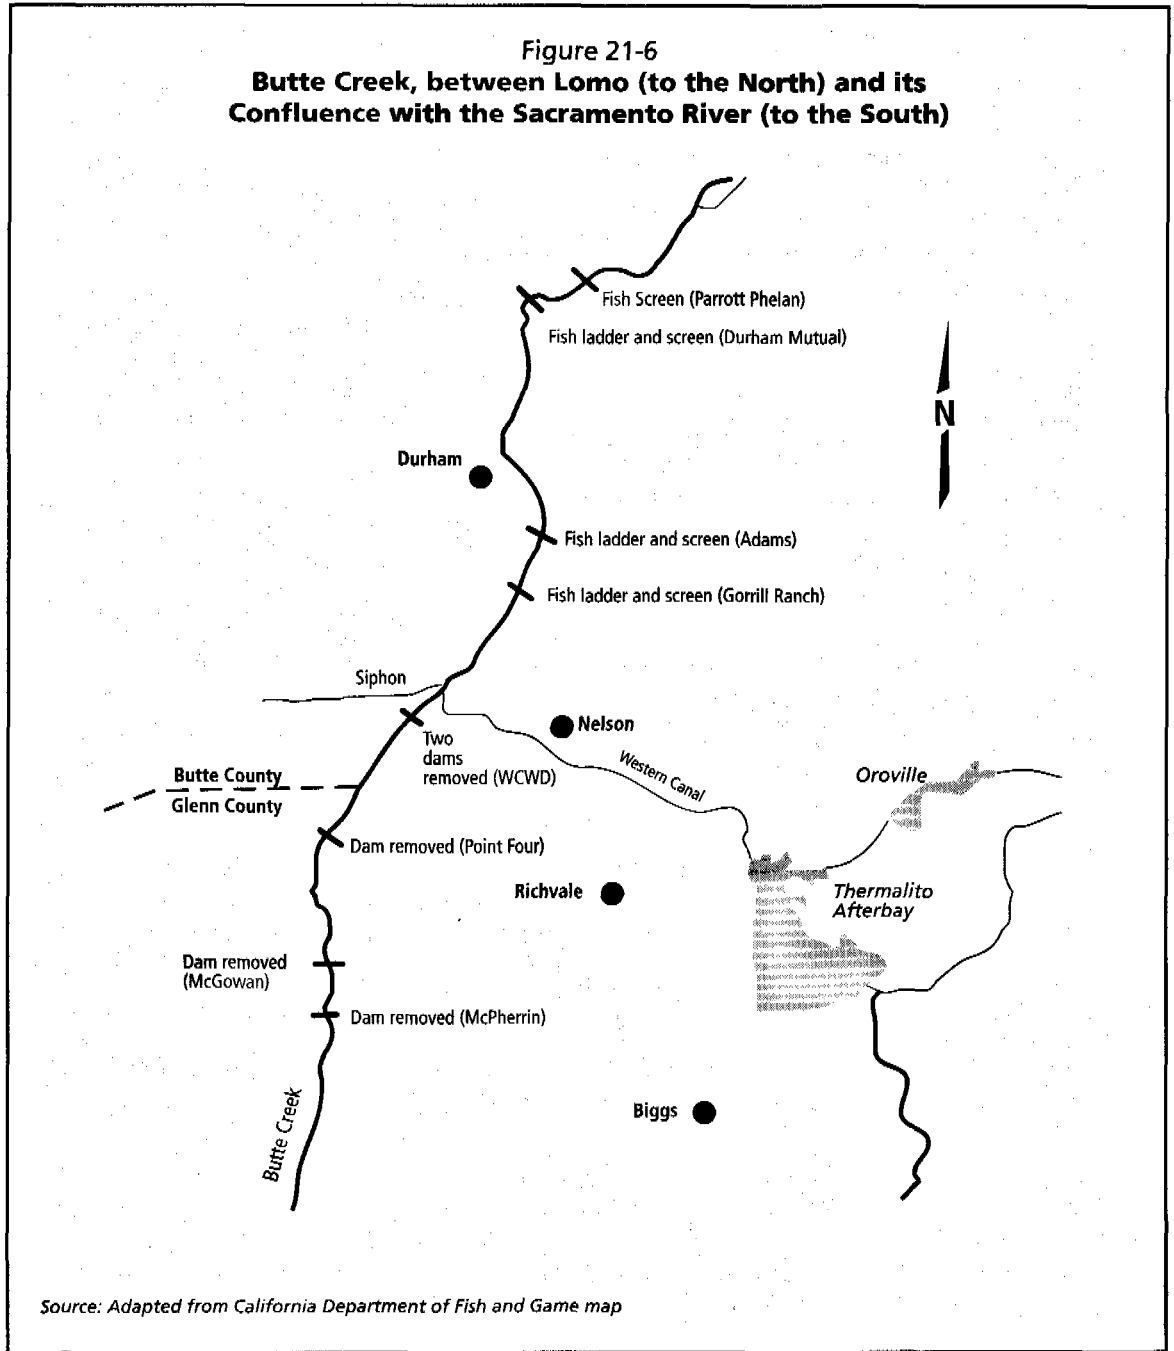 Figure 21-6
Butte Creek, between Lomo (to the North) and its
Confluence with the Sacramento River (to the South)
Fish Screen (Parrott Phelan)
Fish ladder and screen (Durham Mutual)
N
Durham
Fish ladder and screen (Adams)
Fish ladder and screen (Gorrill Ranch)
Siphon
Nelson
Two
dams
removed (WCWD)
Western Canal
Oroville
Butte County
Glenn County
Dam removed (Point Four)
Richvale
Thermalito
Afterbay
Dam removed
(McGowan)
Dam removed (McPherrin)
Biggs
Butte Creek
Source: Adapted from California Department of Fish and Game map